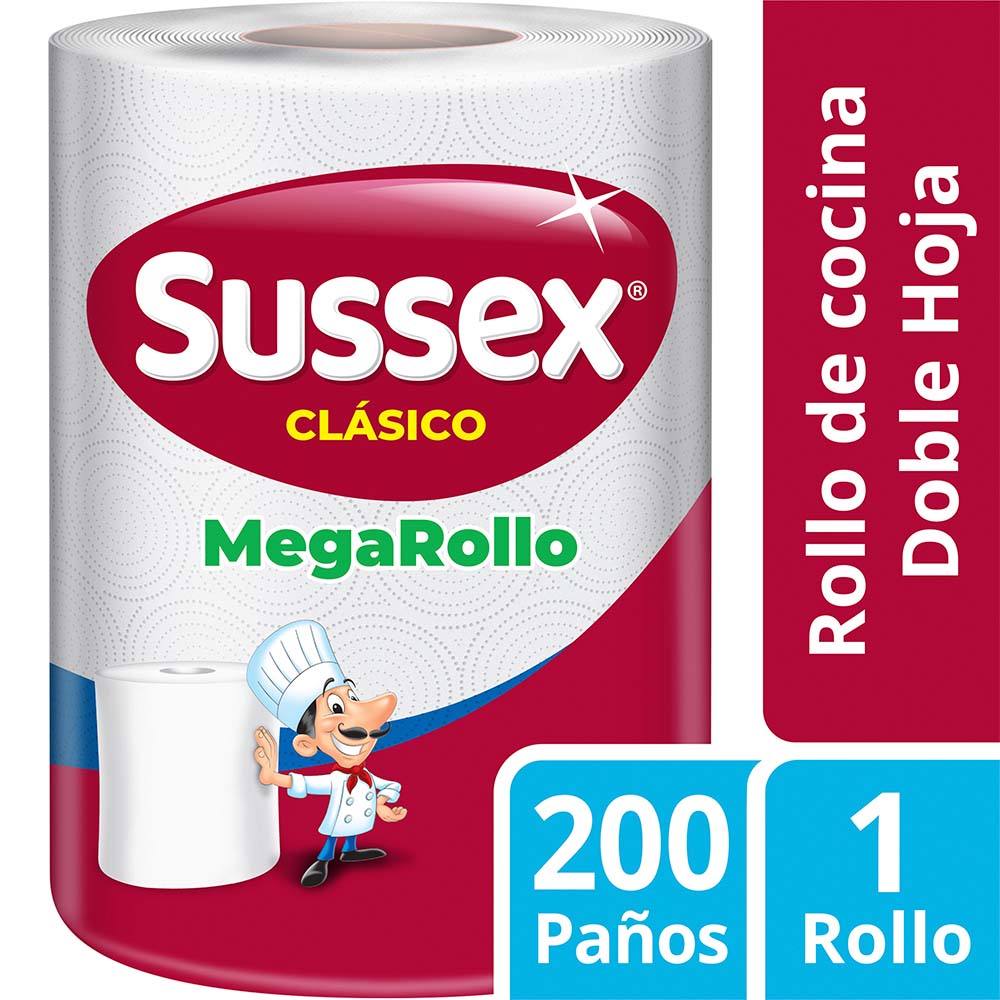 Sussex®
CLÁSICO
MegaRollo
Rollo de cocina
Doble Hoja
200
Paños
1
Rollo